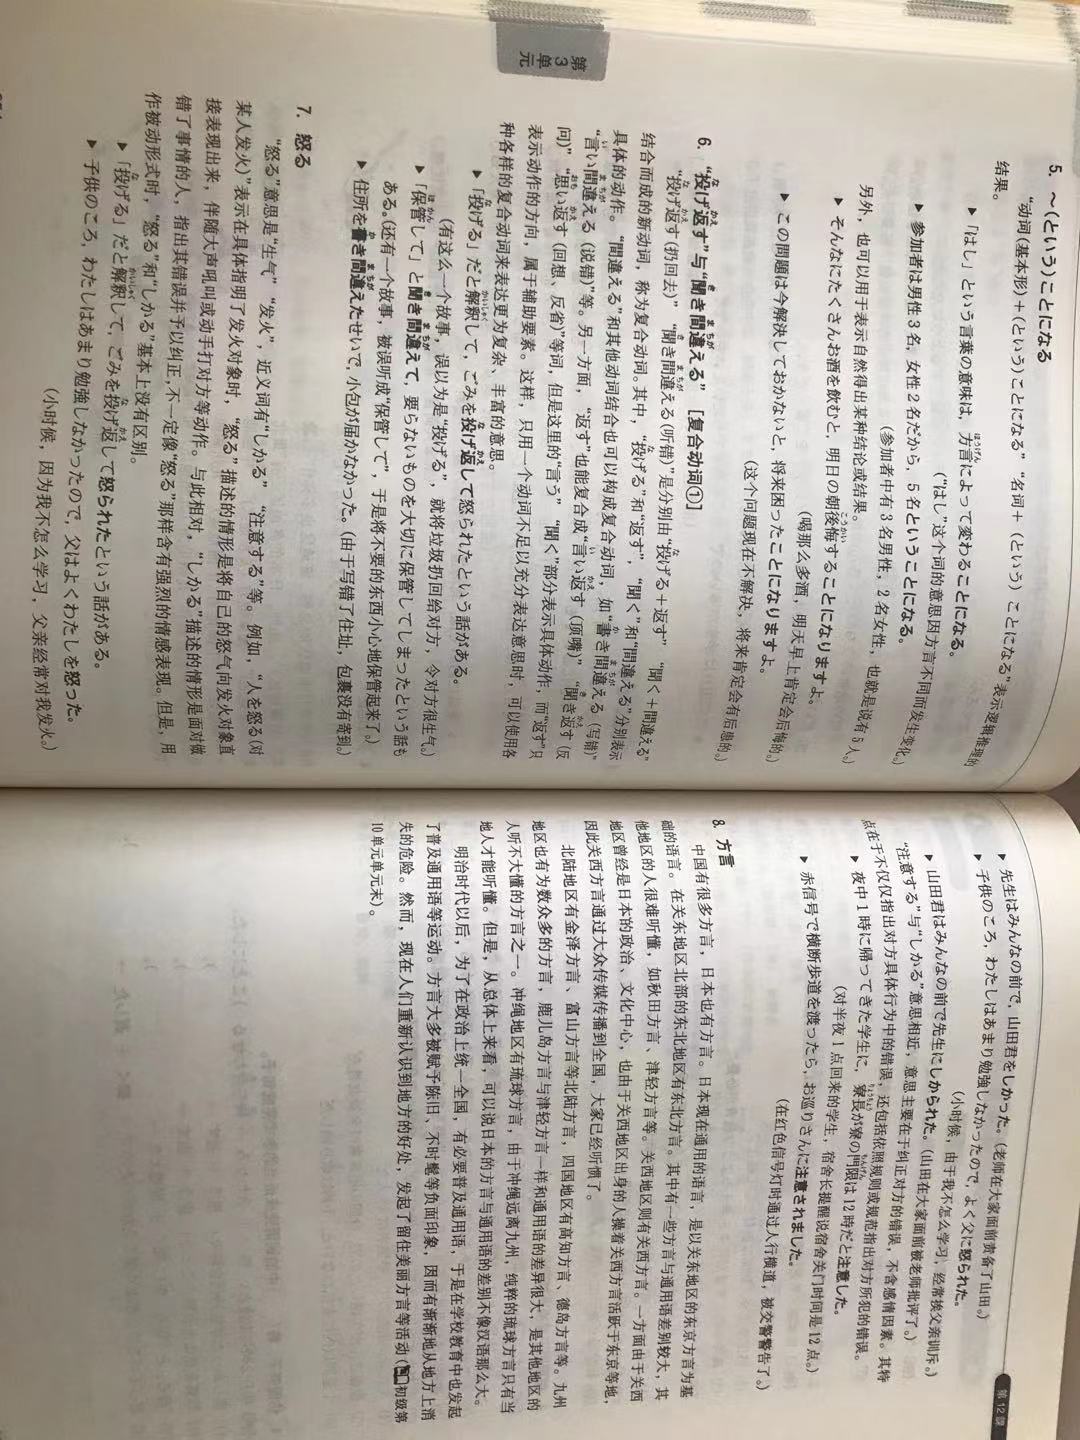 5. ～(という)ことになる
“动词(基本形)＋(という)ことになる” “名词＋ (という) ことになる”表示逻辑推理的
结果。
▶「はし」という言葉の意味は，方言によって変わることになる。
ほうげん
(“はし”这个词的意思因方言不同而发生变化。)
▶ 参加者は男性３名，女性２名だから，５名ということになる。
(参加者中有３名男性，２名女性，也就是说有５人。)
另外，也可以用于表示自然得出某种结论或结果。
▶ そんなにたくさんお酒を飲むと，明日の朝後悔することになりますよ。
こうかい
(喝那么多酒，明天早上肯定会后悔的。)
▶ この問題は今解決しておかないと，将来困ったことになりますよ。
(这个问题现在不解决，将来肯定会有后患的。)
な かえ き ま ちが
6. “投げ返す”与“聞き間違える” [复合动词①]
な かえ き ま ちが
“投げ返す(扔回去)” “聞き間違える(听错)”是分别由“投げる＋返す” “聞く＋間違える”
结合而成的新动词，称为复合动词。其中，“投げる”和“返す”，“聞く”和“間違える”分别表示
な かえ
具体的动作。“間違える”和其他动词结合也可以构成复合动词，如“書き間違える (写错)”
か ま ちが
“言い間違える (说错)”等。另一方面，“返す”也能复合成“言い返す (顶嘴)” “聞き返す (反
い ま ちが い かえ き かえ
问)” “思い返す (回想、反省)”等词，但是这里的“言う” “聞く”部分表示具体动作，而“返す”只
おも かえ
表示动作的方向，属于辅助要素。这样，只用一个动词不足以充分表达意思时，可以使用各
种各样的复合动词来表达更为复杂、丰富的意思。
な かいしゃく な かえ
▶「投げる」だと解釈して，ごみを投げ返して怒られたという話がある。
(有这么一个故事，误以为是“投げる”，就将垃圾扔回给对方，令对方很生气。)
ほ かん き ま ちが
▶「保管して」と聞き間違えて，要らないものを大切に保管してしまったという話も
ある。(还有一个故事，被误听成“保管して”，于是将不要的东西小心地保管起来了。)
か ま ちが
▶ 住所を書き間違えたせいで，小包が届かなかった。(由于写错了住址，包裹没有寄到。)
7. 怒る
“怒る”意思是“生气” “发火”，近义词有“しかる” “注意する”等。例如，“人を怒る(对
某人发火)”表示在具体指明了发火对象时，“怒る” 描述的情形是将自己的怒气向发火对象直
接表现出来，伴随大声吼叫或动手打对方等动作。与此相对，“しかる”描述的情形是面对做
错了事情的人，指出其错误并予以纠正,不一定像“怒る”那样含有强烈的情感表现。但是，用
作被动形式时，“怒る”和“しかる”基本上没有区别。
な かいしゃく な かえ
▶「投げる」だと解釈して，ごみを投げ返して怒られたという話がある。
▶ 子供のころ，わたしはあまり勉強しなかったので，父はよくわたしを怒った。
(小时候，因为我不怎么学习，父亲经常对我发火。)
第3单元
第 12 課
▶ 先生はみんなの前で，山田君をしかった。(老师在大家面前责备了山田。)
▶ 子供のころ，わたしはあまり勉強しなかったので，よく父に怒られた。
(小时候，由于我不怎么学习，经常挨父亲训斥。)
▶ 山田君はみんなの前で先生にしかられた。(山田在大家面前被老师批评了。)
“注意する”与“しかる”意思相近，意思主要在于纠正对方的错误，不含感情因素。其特
点在于不仅仅指出对方具体行为中的错误，还包括依照规则或规范指出对方所犯的错误。
りょうちょう もんげん
▶ 夜中１時に帰ってきた学生に，寮長が寮の門限は12時だと注意した。
(对半夜１点回来的学生，宿舍长提醒说宿舍关门时间是12点。)
▶ 赤信号で横断歩道を渡ったら，お巡りさんに注意されました。
(在红色信号灯时通过人行横道，被交警警告了。)
8. 方言
中国有很多方言，日本也有方言。日本现在通用的语言，是以关东地区的东京方言为基
础的语言。在关东地区北部的东北地区有东北方言。其中有一些方言与通用语差别较大，其
他地区的人很难听懂，如秋田方言、津轻方言等。关西地区则有关西方言。一方面由于关西
地区曾经是日本的政治、文化中心，也由于关西地区出身的人操着关西方言活跃于东京等地，
因此关西方言通过大众传媒传播到全国，大家已经听惯了。
北陆地区有金泽方言、富山方言等北陆方言，四国地区有高知方言、德岛方言等。九州
地区也有为数众多的方言，鹿儿岛方言与津轻方言一样和通用语的差异很大，是其他地区的
人听不大懂的方言之一。冲绳地区有琉球方言，由于冲绳远离九州，纯粹的琉球方言只有当
地人才能听懂。但是，从总体上来看，可以说日本的方言与通用语的差别不像汉语那么大。
明治时代以后，为了在政治上统一全国，有必要普及通用语，于是在学校教育中也发起
了普及通用语等运动。方言大多被赋予陈旧、不时髦等负面印象，因而有渐渐地从地方上消
失的危险。然而，现在人们重新认识到地方的好处，发起了留住美丽方言等活动(初级第
10单元单元末)。